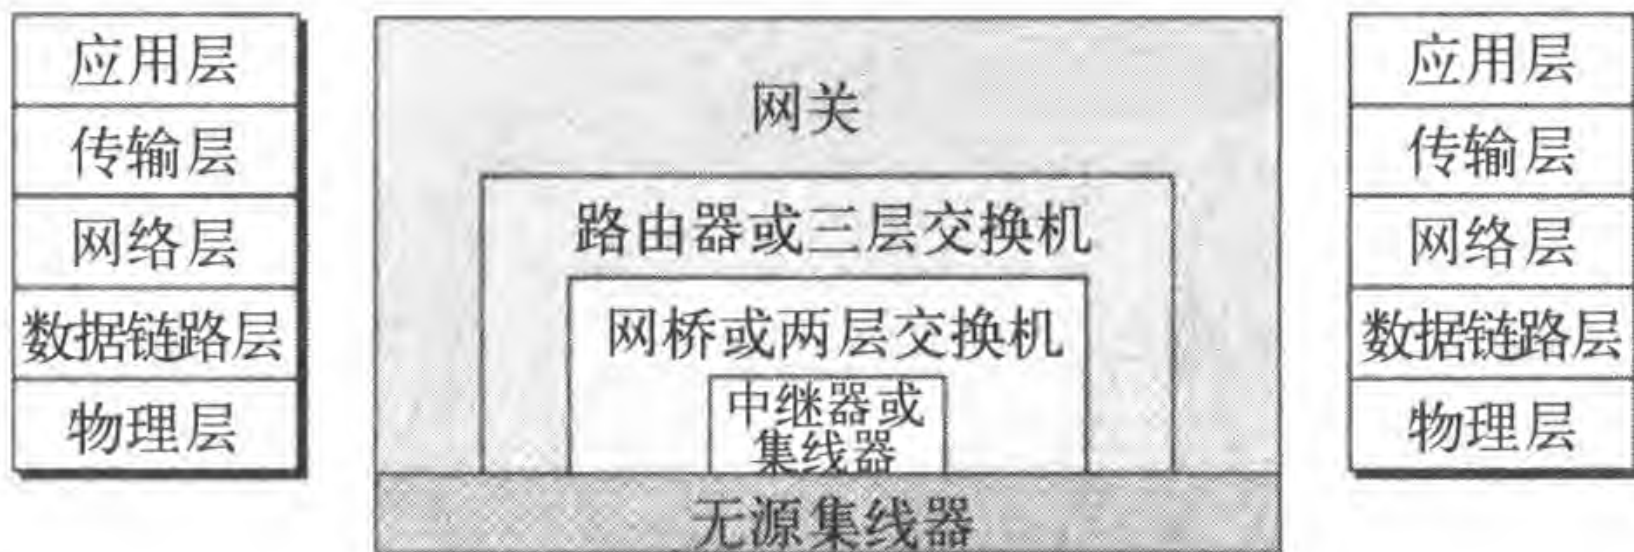 应用层
传输层
网络层
数据链路层
物理层
网关
路由器或三层交换机
网桥或两层交换机
中继器或
集线器
无源集线器
应用层
传输层
网络层
数据链路层
物理层